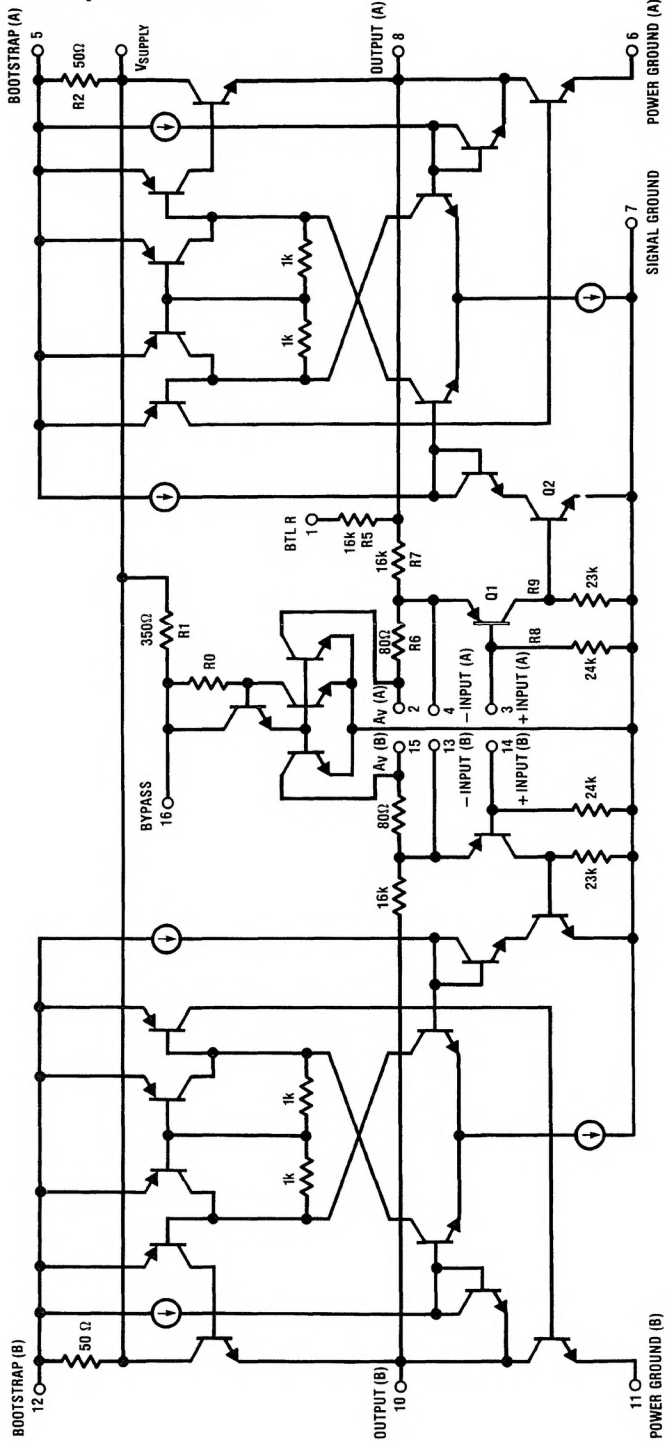 BOOTSTRAP (A)
5
50Ω
R2
VSUPPLY
OUTPUT (A)
8
6
POWER GROUND (A)
1k
1k
7
SIGNAL GROUND
BTL R
1
16k
R5
16k
R7
Q2
350Ω
R1
R0
80Ω
R6
Q1
R9
23k
R8
24k
AV (A)
2
4
– INPUT (A)
3
+ INPUT (A)
BYPASS
16
AV (B)
15
13
– INPUT (B)
14
+ INPUT (B)
80Ω
16k
24k
23k
1k
1k
BOOTSTRAP (B)
12
50 Ω
OUTPUT (B)
10
11
POWER GROUND (B)